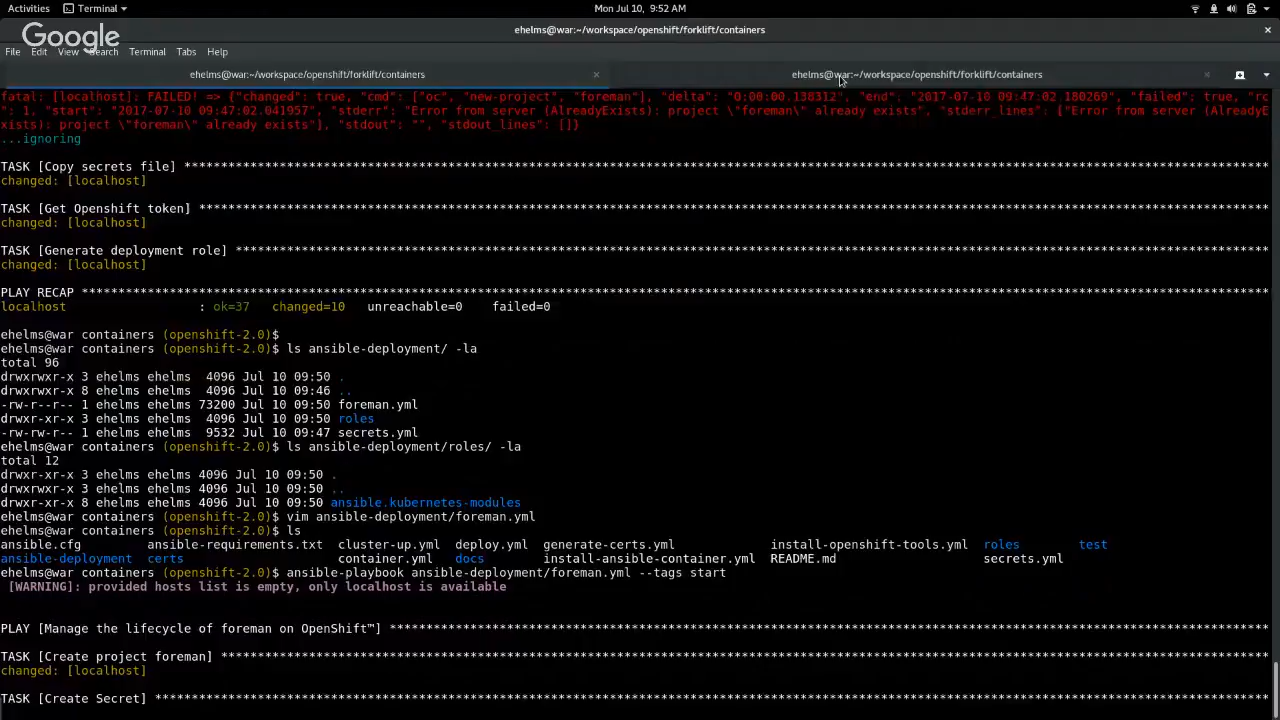 Activities Terminal Mon Jul 10, 9:52 AM
Google
ehelms@war:~/workspace/openshift/forklift/containers
File Edit View Search Terminal Tabs Help
ehelms@war:~/workspace/openshift/forklift/containers ehelms@war:~/workspace/openshift/forklift/containers
fatal: [localhost]: FAILED! => {"changed": true, "cmd": ["oc", "new-project", "foreman"], "delta": "0:00:00.138312", "end": "2017-07-10 09:47:02.180269", "failed": true, "rc
": 1, "start": "2017-07-10 09:47:02.041957", "stderr": "Error from server (AlreadyExists): project \"foreman\" already exists", "stderr_lines": ["Error from server (AlreadyE
xists): project \"foreman\" already exists"], "stdout": "", "stdout_lines": []}
...ignoring
TASK [Copy secrets file] *******************************************************************************************************************************************************
changed: [localhost]
TASK [Get Openshift token] *****************************************************************************************************************************************************
changed: [localhost]
TASK [Generate deployment role] ************************************************************************************************************************************************
changed: [localhost]
PLAY RECAP *********************************************************************************************************************************************************************
localhost : ok=37 changed=10 unreachable=0 failed=0
ehelms@war containers (openshift-2.0)$
ehelms@war containers (openshift-2.0)$ ls ansible-deployment/ -la
total 96
drwxrwxr-x 3 ehelms ehelms 4096 Jul 10 09:50 .
drwxrwxr-x 8 ehelms ehelms 4096 Jul 10 09:46 ..
-rw-r--r-- 1 ehelms ehelms 73200 Jul 10 09:50 foreman.yml
drwxr-xr-x 3 ehelms ehelms 4096 Jul 10 09:50 roles
-rw-rw-r-- 1 ehelms ehelms 9532 Jul 10 09:47 secrets.yml
ehelms@war containers (openshift-2.0)$ ls ansible-deployment/roles/ -la
total 12
drwxr-xr-x 3 ehelms ehelms 4096 Jul 10 09:50 .
drwxrwxr-x 3 ehelms ehelms 4096 Jul 10 09:50 ..
drwxr-xr-x 8 ehelms ehelms 4096 Jul 10 09:50 ansible.kubernetes-modules
ehelms@war containers (openshift-2.0)$ vim ansible-deployment/foreman.yml
ehelms@war containers (openshift-2.0)$ ls
ansible.cfg ansible-requirements.txt cluster-up.yml deploy.yml generate-certs.yml install-openshift-tools.yml roles test
ansible-deployment certs container.yml docs install-ansible-container.yml README.md secrets.yml
ehelms@war containers (openshift-2.0)$ ansible-playbook ansible-deployment/foreman.yml --tags start
[WARNING]: provided hosts list is empty, only localhost is available
PLAY [Manage the lifecycle of foreman on OpenShift™] ***************************************************************************************************************************
TASK [Create project foreman] **************************************************************************************************************************************************
changed: [localhost]
TASK [Create Secret] ***********************************************************************************************************************************************************